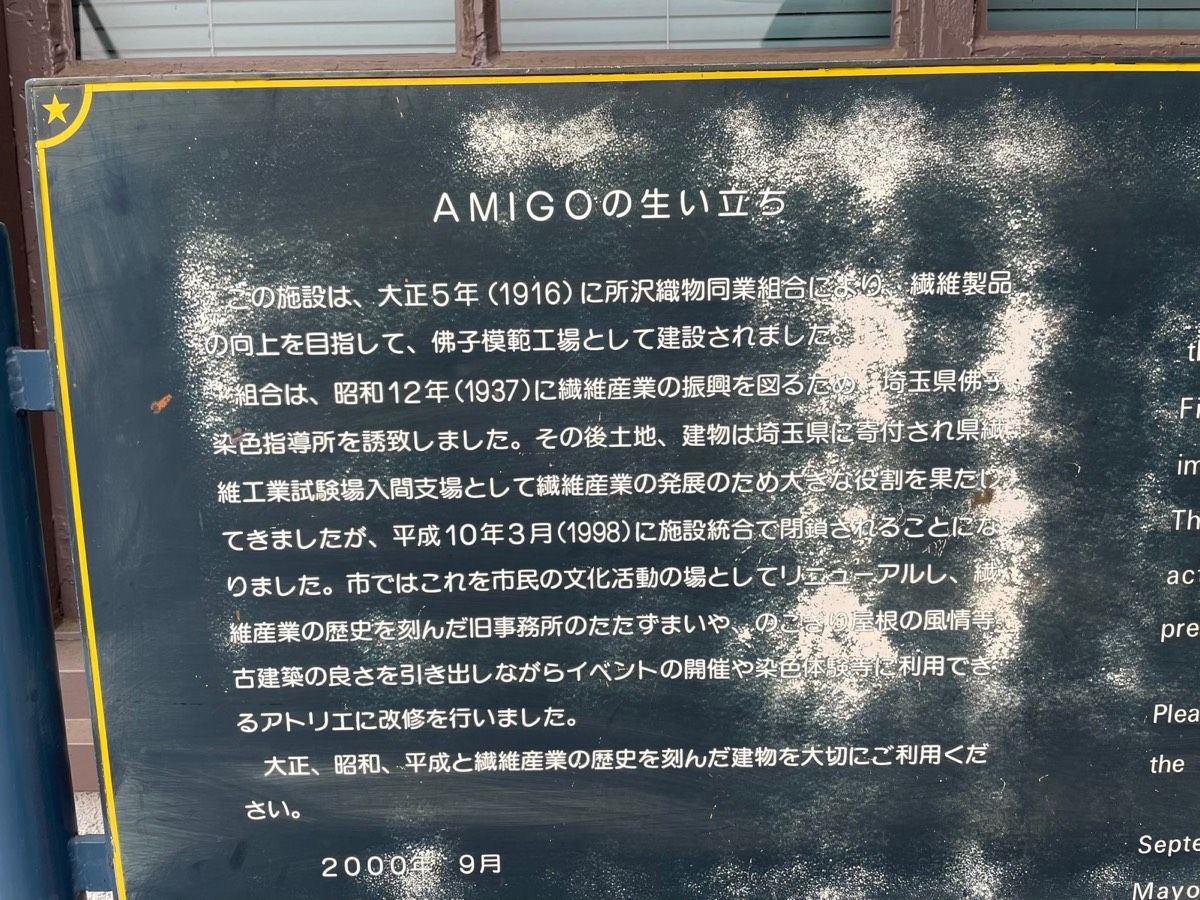 AMIGOの生い立ち
この施設は、大正5年(1916)に所沢織物同業組合により、繊維製品
の向上を目指して、佛子模範工場として建設されました。
組合は、昭和12年(1937)に繊維産業の振興を図るため、埼玉県佛子
染色指導所を誘致しました。その後土地、建物は埼玉県に寄付され県繊
維工業試験場入間支場として繊維産業の発展のため大きな役割を果たし
てきましたが、平成10年3月(1998)に施設統合で閉鎖されることにな
りました。市ではこれを市民の文化活動の場としてリニューアルし、繊
維産業の歴史を刻んだ旧事務所のたたずまいや、のこぎり屋根の風情等
古建築の良さを引き出しながらイベントの開催や染色体験等に利用でき
るアトリエに改修を行いました。
大正、昭和、平成と繊維産業の歴史を刻んだ建物を大切にご利用くだ
さい。
2000年 9月
th
Fi
im
Th
act
pre
Plea
the
Septe
Mayo